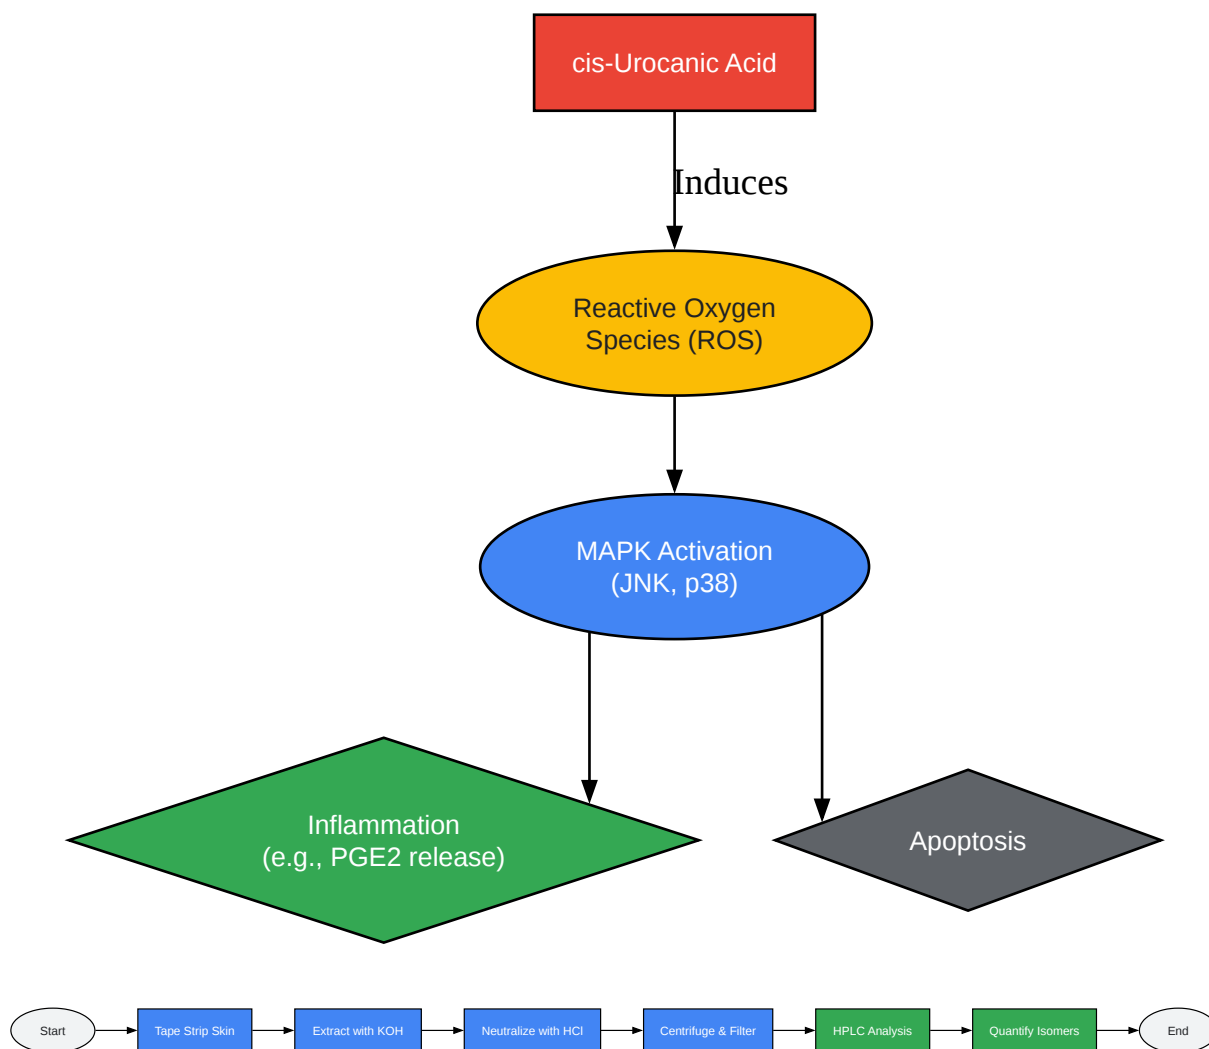 cis-Urocanic Acid
Induces
Reactive Oxygen
Species (ROS)
MAPK Activation
(JNK, p38)
Inflammation
(e.g., PGE2 release)
Apoptosis
Start
Tape Strip Skin
Extract with KOH
Neutralize with HCl
Centrifuge & Filter
HPLC Analysis
Quantify Isomers
End